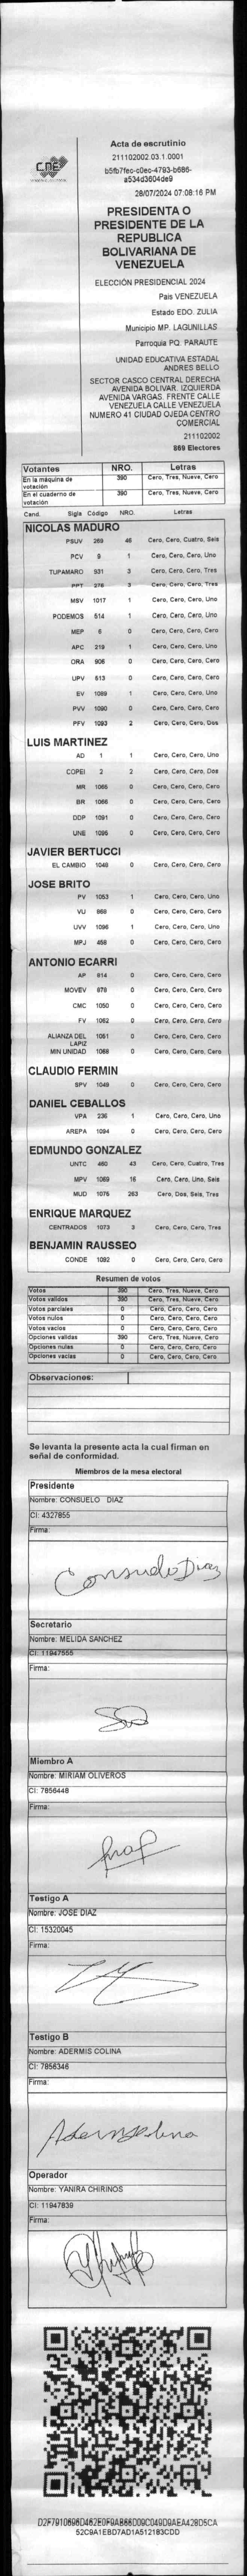 CNE
Acta de escrutinio
211102002.03.1.0001
b5fb7fec-c0ec-4793-b686-
a534d3604de9
28/07/2024 07:08:16 PM
PRESIDENTA O
PRESIDENTE DE LA
REPUBLICA
BOLIVARIANA DE
VENEZUELA
ELECCIÓN PRESIDENCIAL 2024
Pais VENEZUELA
Estado EDO. ZULIA
Municipio MP. LAGUNILLAS
Parroquia PQ. PARAUTE
UNIDAD EDUCATIVA ESTADAL
ANDRES BELLO
SECTOR CASCO CENTRAL DERECHA
AVENIDA BOLIVAR. IZQUIERDA
AVENIDA VARGAS. FRENTE CALLE
VENEZUELA CALLE VENEZUELA
NUMERO 41 CIUDAD OJEDA CENTRO
COMERCIAL
211102002
869 Electores
Votantes NRO. Letras
En la máquina de votación 390 Cero, Tres, Nueve, Cero
En el cuaderno de votación 390 Cero, Tres, Nueve, Cero
Cand. Sigla Código NRO. Letras
NICOLAS MADURO
PSUV 269 46 Cero, Cero, Cuatro, Seis
PCV 9 1 Cero, Cero, Cero, Uno
TUPAMARO 931 3 Cero, Cero, Cero, Tres
PPT 276 3 Cero, Cero, Cero, Tres
MSV 1017 1 Cero, Cero, Cero, Uno
PODEMOS 514 1 Cero, Cero, Cero, Uno
MEP 6 0 Cero, Cero, Cero, Cero
APC 219 1 Cero, Cero, Cero, Uno
ORA 906 0 Cero, Cero, Cero, Cero
UPV 513 0 Cero, Cero, Cero, Cero
EV 1089 1 Cero, Cero, Cero, Uno
PVV 1090 0 Cero, Cero, Cero, Cero
PFV 1093 2 Cero, Cero, Cero, Dos
LUIS MARTINEZ
AD 1 1 Cero, Cero, Cero, Uno
COPEI 2 2 Cero, Cero, Cero, Dos
MR 1065 0 Cero, Cero, Cero, Cero
BR 1066 0 Cero, Cero, Cero, Cero
DDP 1091 0 Cero, Cero, Cero, Cero
UNE 1095 0 Cero, Cero, Cero, Cero
JAVIER BERTUCCI
EL CAMBIO 1048 0 Cero, Cero, Cero, Cero
JOSE BRITO
PV 1053 1 Cero, Cero, Cero, Uno
VU 868 0 Cero, Cero, Cero, Cero
UVV 1096 1 Cero, Cero, Cero, Uno
MPJ 458 0 Cero, Cero, Cero, Cero
ANTONIO ECARRI
AP 814 0 Cero, Cero, Cero, Cero
MOVEV 878 0 Cero, Cero, Cero, Cero
CMC 1050 0 Cero, Cero, Cero, Cero
FV 1062 0 Cero, Cero, Cero, Cero
ALIANZA DEL LAPIZ 1051 0 Cero, Cero, Cero, Cero
MIN UNIDAD 1068 0 Cero, Cero, Cero, Cero
CLAUDIO FERMIN
SPV 1049 0 Cero, Cero, Cero, Cero
DANIEL CEBALLOS
VPA 236 1 Cero, Cero, Cero, Uno
AREPA 1094 0 Cero, Cero, Cero, Cero
EDMUNDO GONZALEZ
UNTC 460 43 Cero, Cero, Cuatro, Tres
MPV 1069 16 Cero, Cero, Uno, Seis
MUD 1076 263 Cero, Dos, Seis, Tres
ENRIQUE MARQUEZ
CENTRADOS 1073 3 Cero, Cero, Cero, Tres
BENJAMIN RAUSSEO
CONDE 1092 0 Cero, Cero, Cero, Cero
Resumen de votos
Votos 390 Cero, Tres, Nueve, Cero
Votos validos 390 Cero, Tres, Nueve, Cero
Votos parciales 0 Cero, Cero, Cero, Cero
Votos nulos 0 Cero, Cero, Cero, Cero
Votos vacios 0 Cero, Cero, Cero, Cero
Opciones validas 390 Cero, Tres, Nueve, Cero
Opciones nulas 0 Cero, Cero, Cero, Cero
Opciones vacias 0 Cero, Cero, Cero, Cero
Observaciones:
Se levanta la presente acta la cual firman en
señal de conformidad.
Miembros de la mesa electoral
Presidente
Nombre: CONSUELO DIAZ
CI: 4327855
Firma:
Consuelo Diaz
Secretario
Nombre: MELIDA SANCHEZ
CI: 11947555
Firma:
Miembro A
Nombre: MIRIAM OLIVEROS
CI: 7856448
Firma:
Testigo A
Nombre: JOSE DIAZ
CI: 15320045
Firma:
Testigo B
Nombre: ADERMIS COLINA
CI: 7856346
Firma:
Operador
Nombre: YANIRA CHIRINOS
CI: 11947839
Firma:
D2F7910696D462EDF9AB66D09C049D9AEA428D5CA
52C9A1EBD7AD1A512183CDD